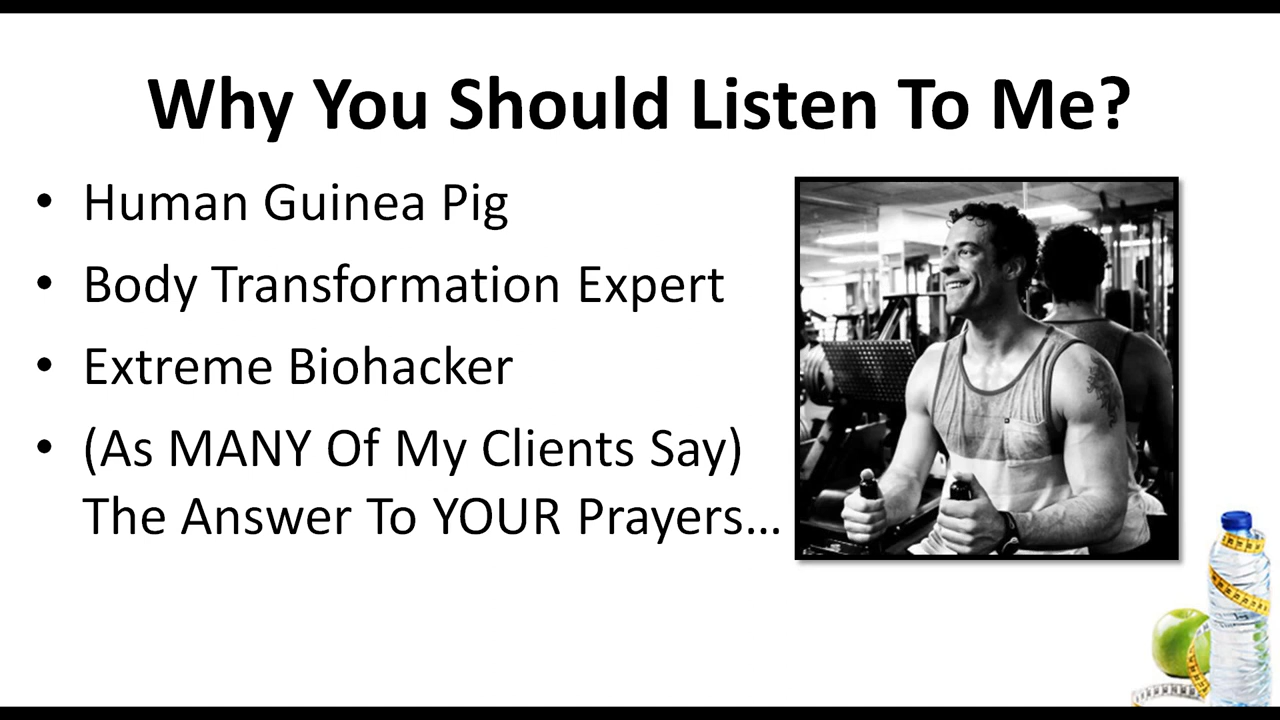 Why You Should Listen To Me?
• Human Guinea Pig
• Body Transformation Expert
• Extreme Biohacker
• (As MANY Of My Clients Say)
The Answer To YOUR Prayers...